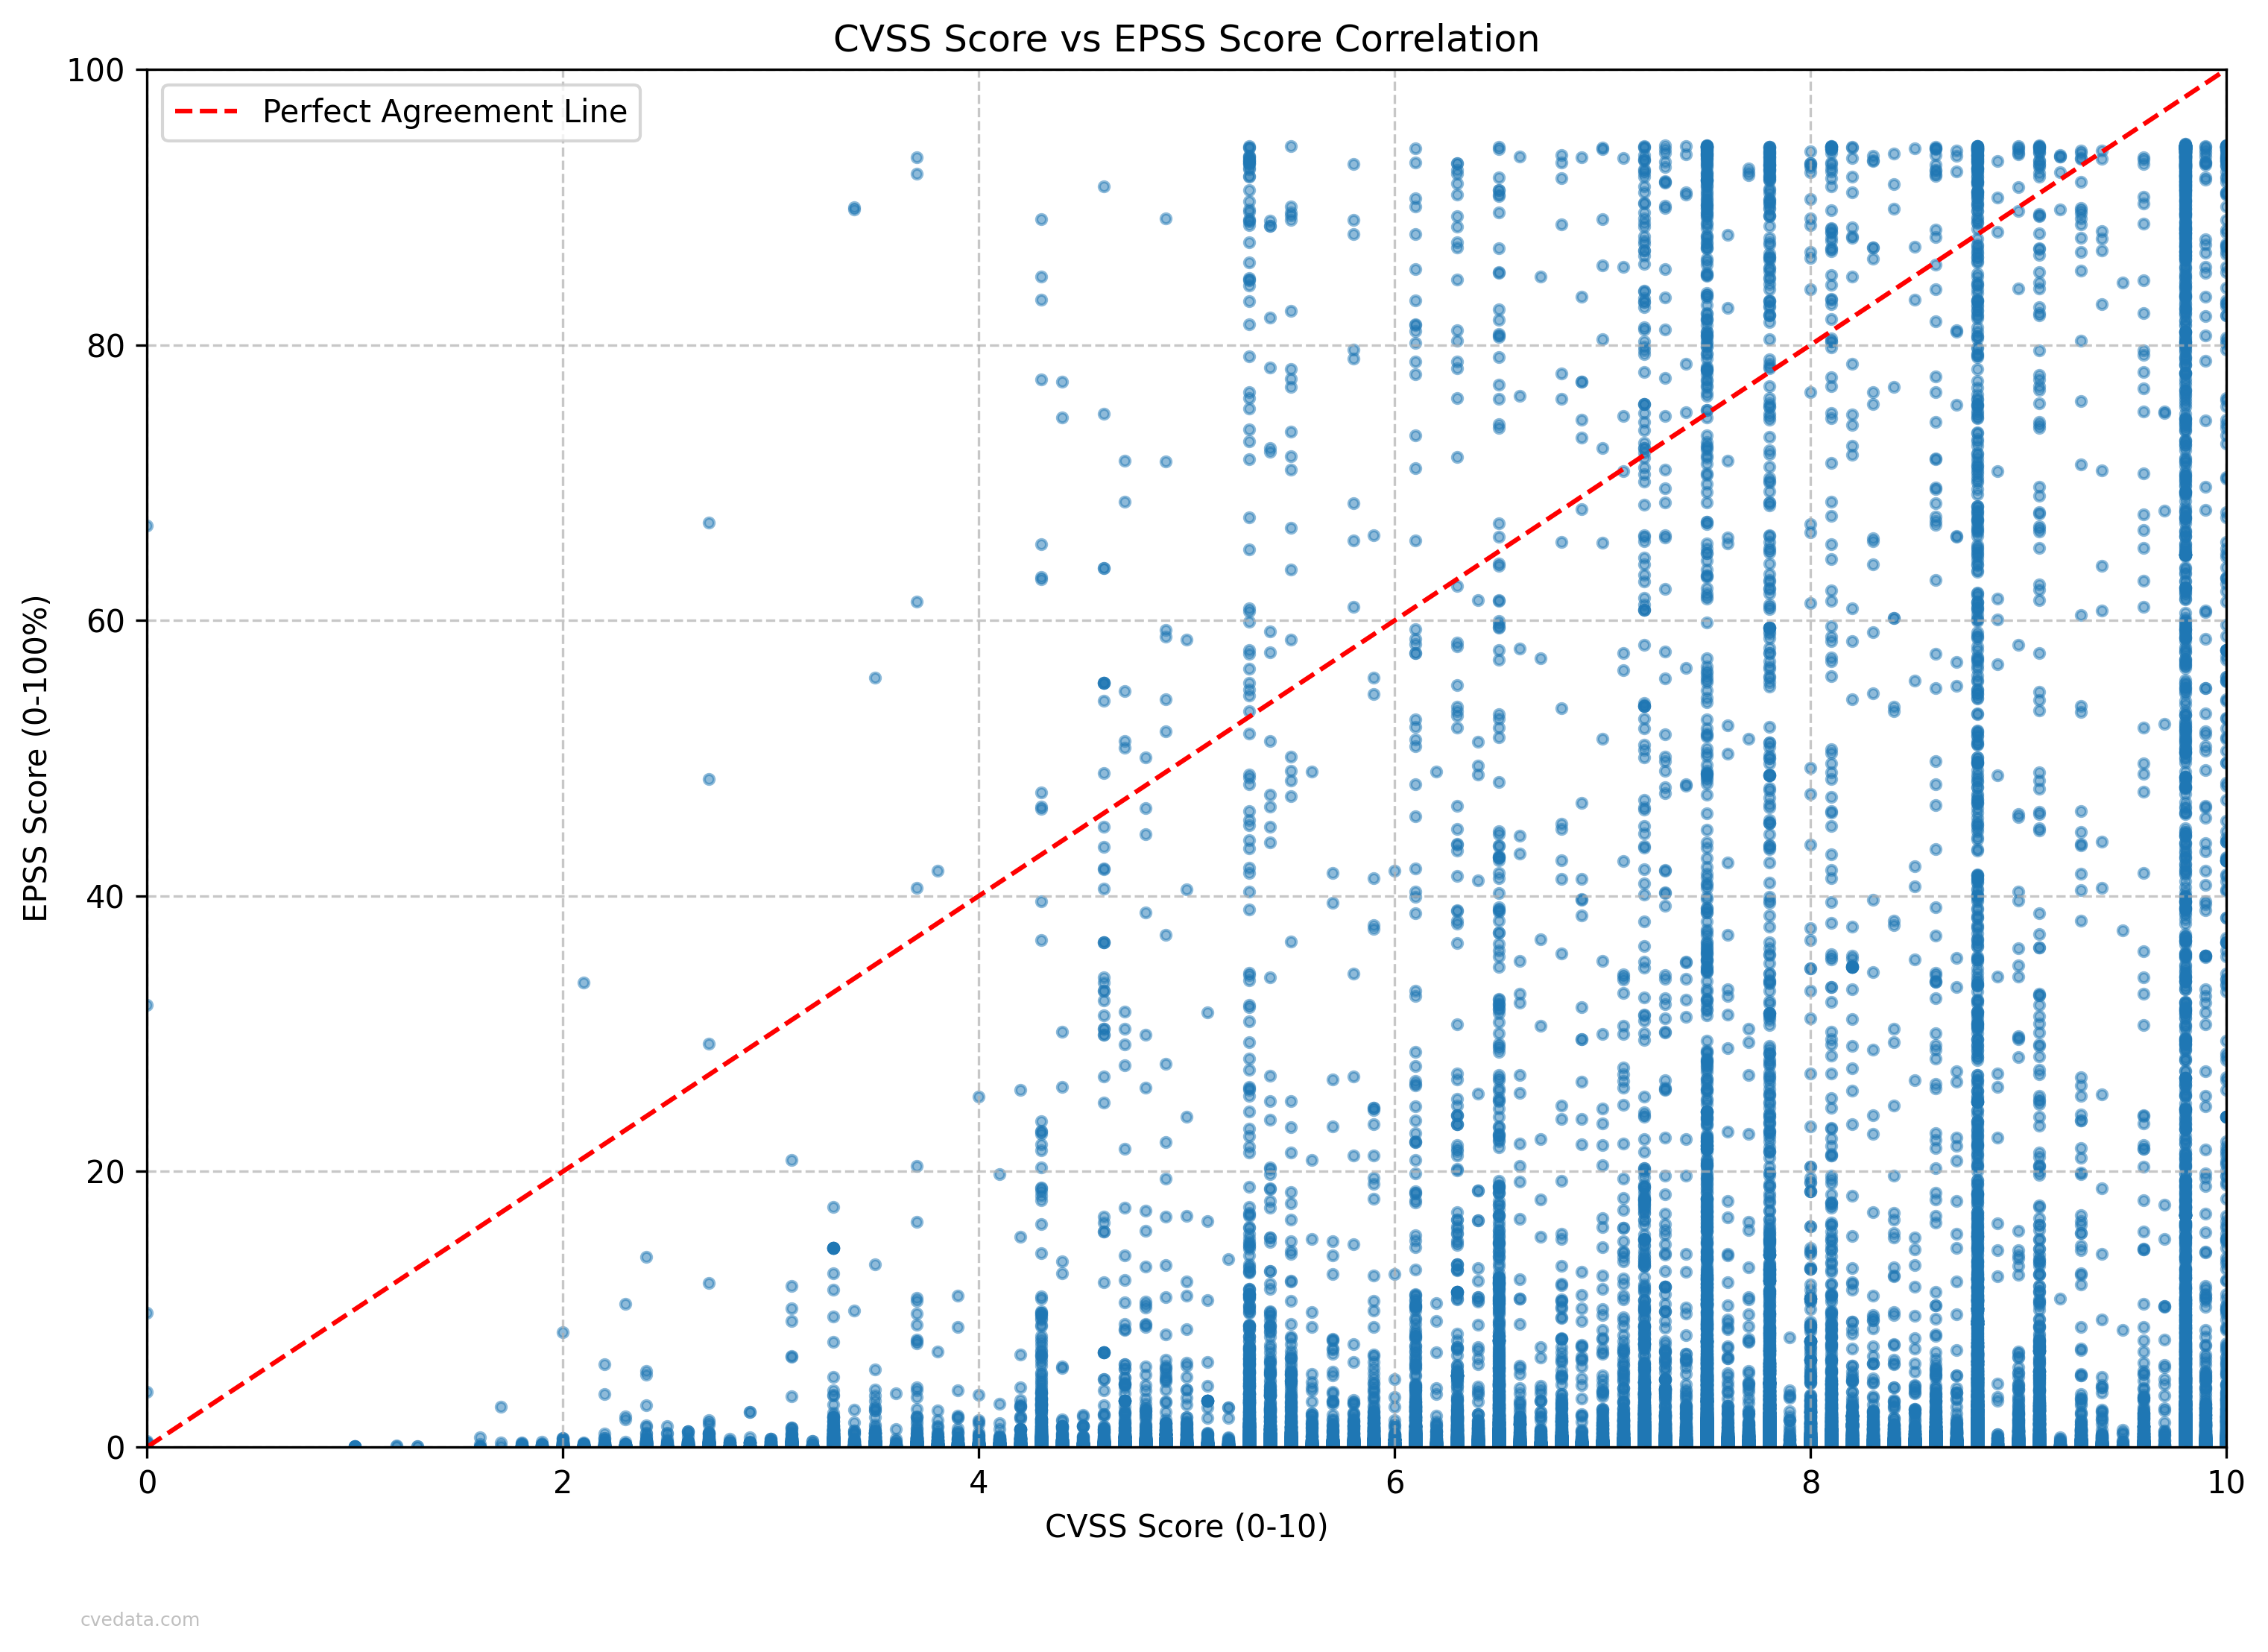 CVSS Score vs EPSS Score Correlation
100
Perfect Agreement Line
80
60
40
20
0
EPSS Score (0-100%)
0 2 4 6 8 10
CVSS Score (0-10)
cvedata.com